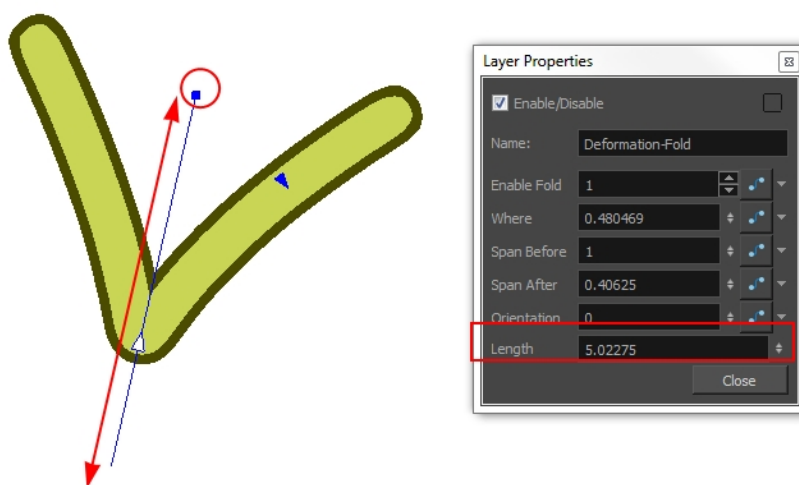 Layer Properties
Enable/Disable
Name: Deformation-Fold
Enable Fold 1
Where 0.480469
Span Before 1
Span After 0.40625
Orientation 0
Length 5.02275
Close